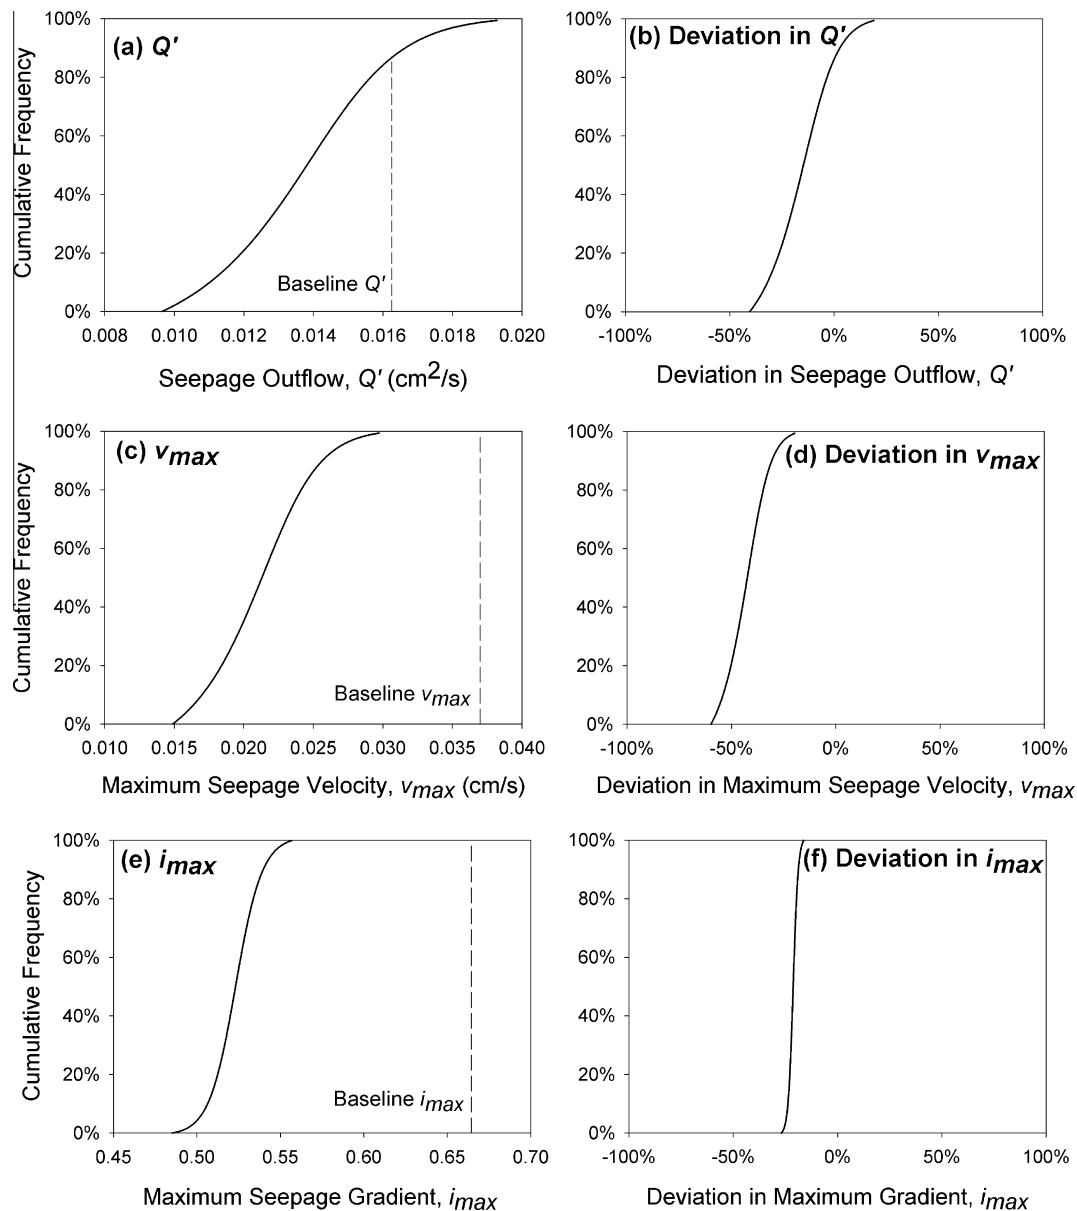 (a) Q'
Cumulative Frequency
100%
80%
60%
40%
20%
0%
Baseline Q'
0.008 0.010 0.012 0.014 0.016 0.018 0.020
Seepage Outflow, Q' (cm2/s)
(b) Deviation in Q'
100%
80%
60%
40%
20%
0%
-100% -50% 0% 50% 100%
Deviation in Seepage Outflow, Q'
(c) vmax
Cumulative Frequency
100%
80%
60%
40%
20%
0%
Baseline vmax
0.010 0.015 0.020 0.025 0.030 0.035 0.040
Maximum Seepage Velocity, vmax (cm/s)
(d) Deviation in vmax
100%
80%
60%
40%
20%
0%
-100% -50% 0% 50% 100%
Deviation in Maximum Seepage Velocity, vmax
(e) imax
Cumulative Frequency
100%
80%
60%
40%
20%
0%
Baseline imax
0.45 0.50 0.55 0.60 0.65 0.70
Maximum Seepage Gradient, imax
(f) Deviation in imax
100%
80%
60%
40%
20%
0%
-100% -50% 0% 50% 100%
Deviation in Maximum Gradient, imax